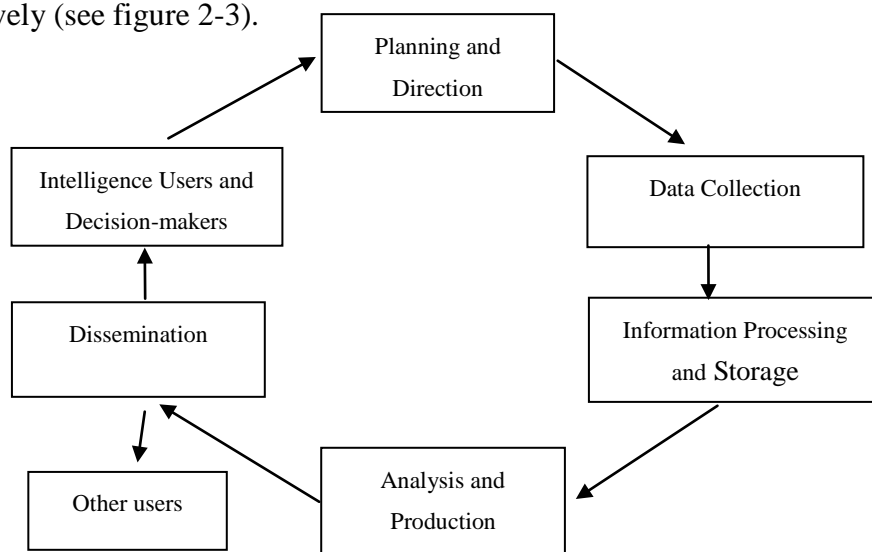 vely (see figure 2-3).
Planning and
Direction
Intelligence Users and
Decision-makers
Data Collection
Dissemination
Information Processing
and Storage
Analysis and
Production
Other users